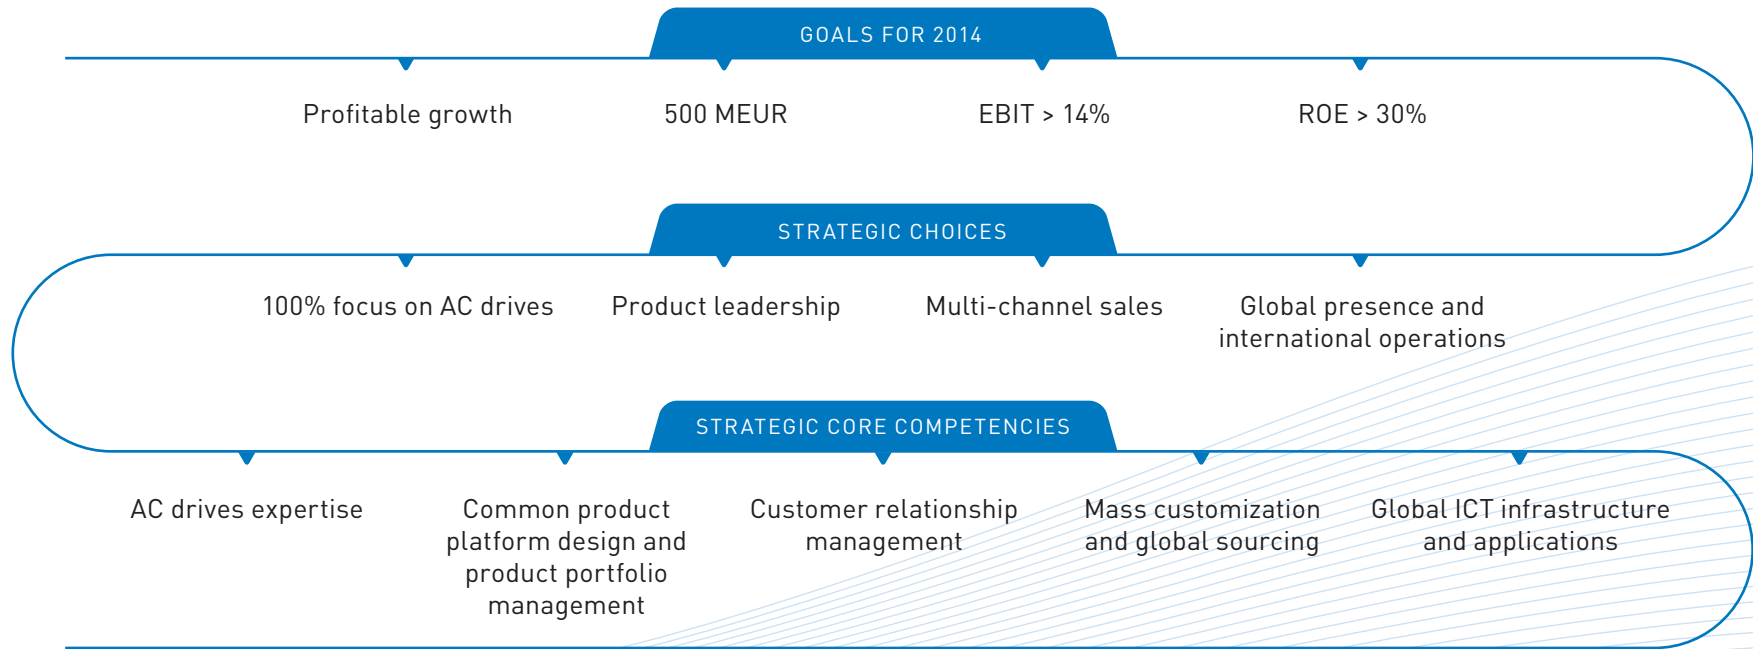 GOALS FOR 2014
Profitable growth
500 MEUR
EBIT > 14%
ROE > 30%
STRATEGIC CHOICES
100% focus on AC drives
Product leadership
Multi-channel sales
Global presence and
international operations
STRATEGIC CORE COMPETENCIES
AC drives expertise
Common product
platform design and
product portfolio
management
Customer relationship
management
Mass customization
and global sourcing
Global ICT infrastructure
and applications